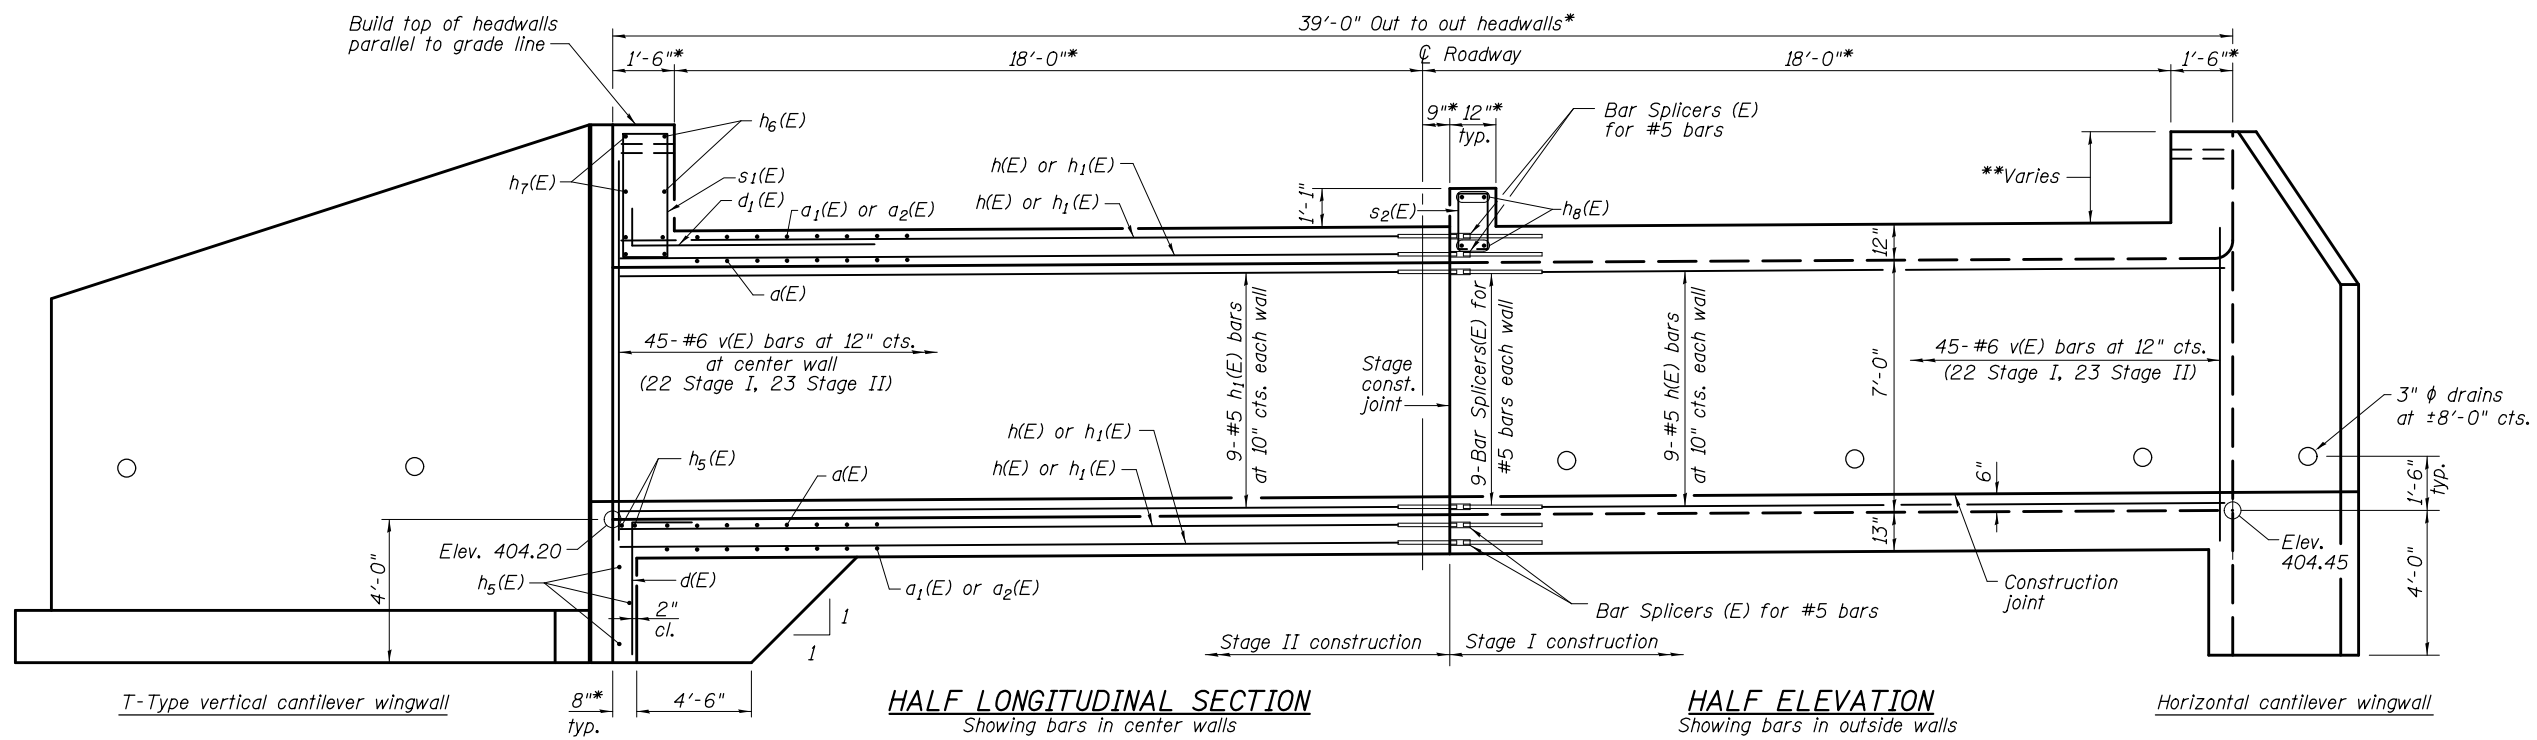 Build top of headwalls
parallel to grade line
39'-0" Out to out headwalls*
1'-6"*
18'-0"*
℄ Roadway
18'-0"*
1'-6"*
9"*
12"*
typ.
Bar Splicers (E)
for #5 bars
h6(E)
h7(E)
s1(E)
d1(E)
a1(E) or a2(E)
h(E) or h1(E)
h(E) or h1(E)
1'-1"
s2(E)
h8(E)
**Varies
a(E)
12"
45-#6 v(E) bars at 12" cts.
at center wall
(22 Stage I, 23 Stage II)
9-#5 h1(E) bars
at 10" cts. each wall
Stage
const.
joint
9-Bar Splicers(E) for
#5 bars each wall
9-#5 h(E) bars
at 10" cts. each wall
7'-0"
45-#6 v(E) bars at 12" cts.
(22 Stage I, 23 Stage II)
3" ϕ drains
at ±8'-0" cts.
h5(E)
a(E)
h(E) or h1(E)
h(E) or h1(E)
6"
1'-6"
typ.
Elev. 404.20
13"
Elev.
404.45
4'-0"
h5(E)
d(E)
2"
cl.
a1(E) or a2(E)
1
1
Bar Splicers (E) for #5 bars
Construction
joint
4'-0"
Stage II construction
Stage I construction
T-Type vertical cantilever wingwall
8"*
typ.
4'-6"
HALF LONGITUDINAL SECTION
Showing bars in center walls
HALF ELEVATION
Showing bars in outside walls
Horizontal cantilever wingwall